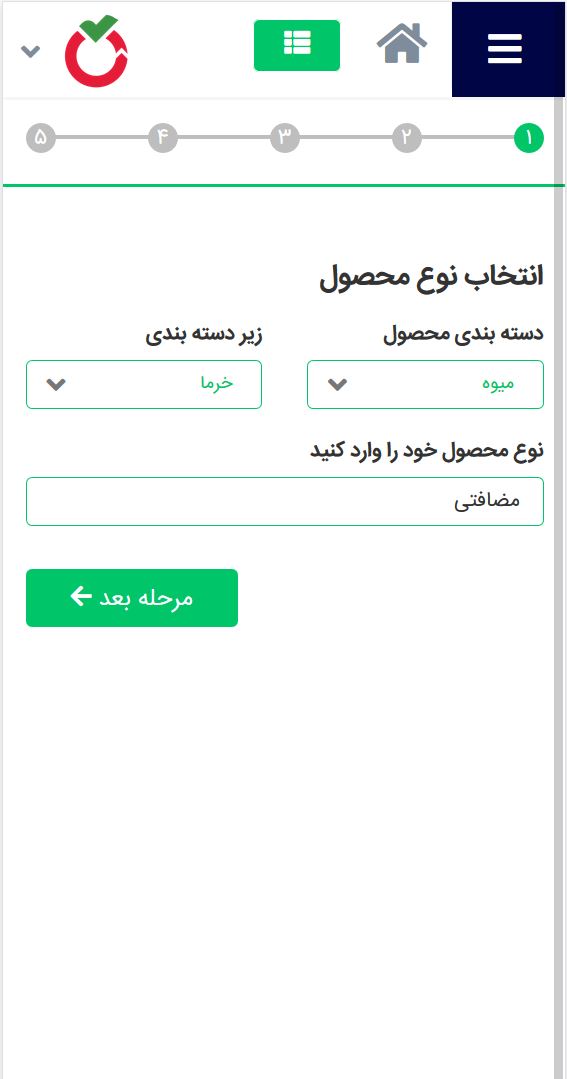 ۱ ۲ ۳ ۴ ۵
انتخاب نوع محصول
دسته بندی محصول
زیر دسته بندی
میوه
خرما
نوع محصول خود را وارد کنید
مضافتی
مرحله بعد